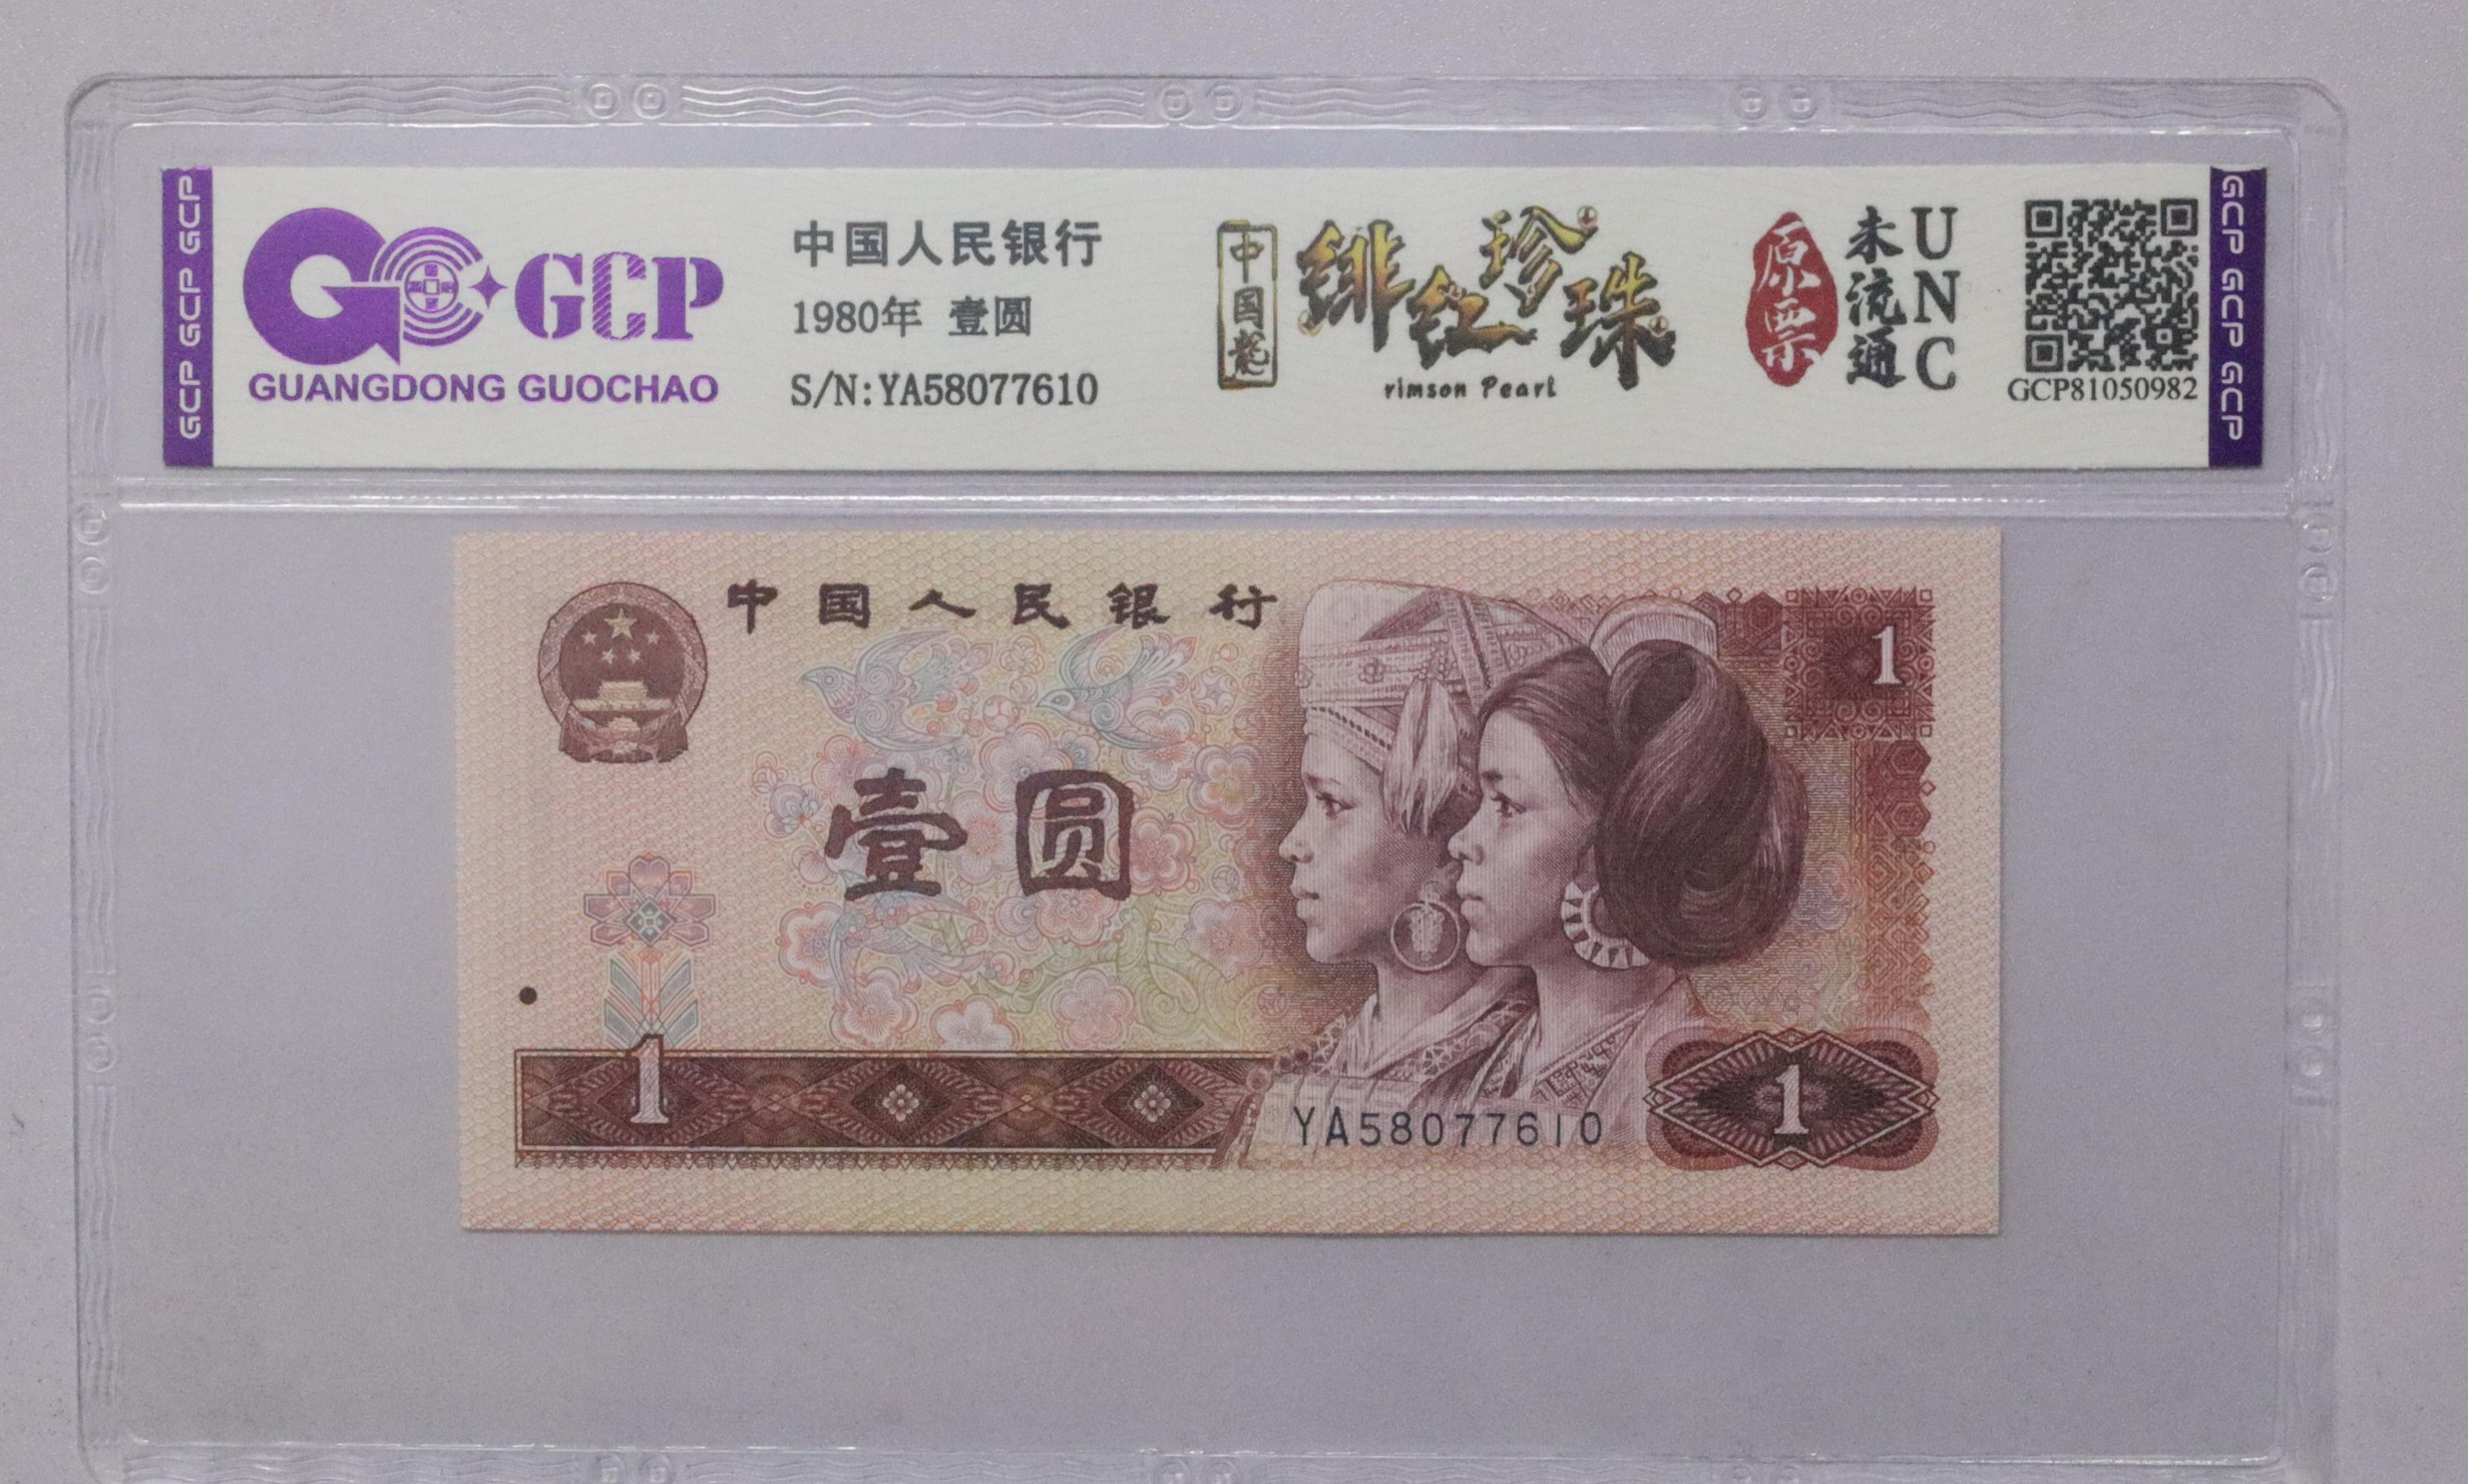 GCP GCP GCP
GCP
GUANGDONG GUOCHAO
中国人民银行
1980年 壹圆
S/N:YA58077610
中国龍
绯红珍珠
rimson Pearl
原票
未流通
UNC
GCP81050982
GCP GCP GCP
中国人民银行
1
壹圆
1
YA58077610
1